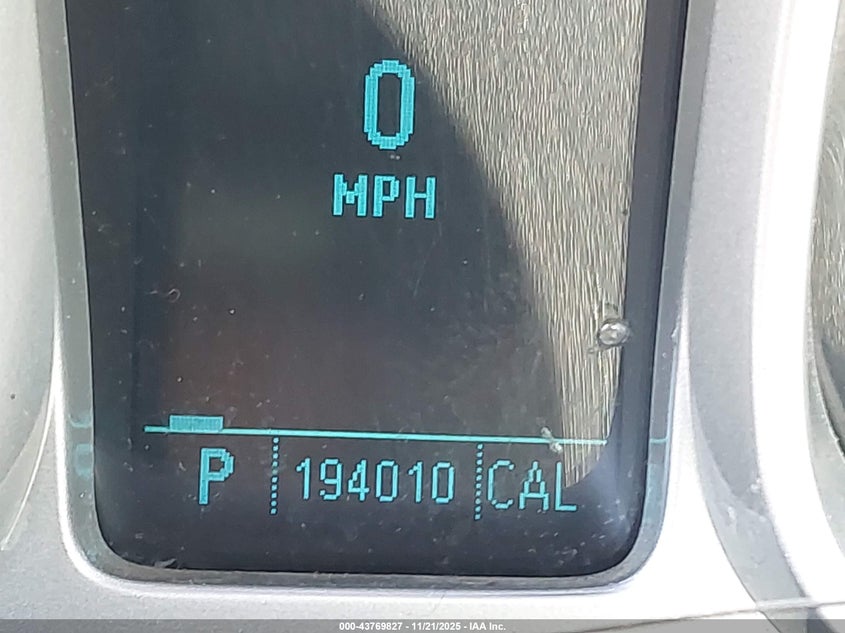 0
MPH
P 194010 CAL
000-43769827 - 11/21/2025 - IAA Inc.